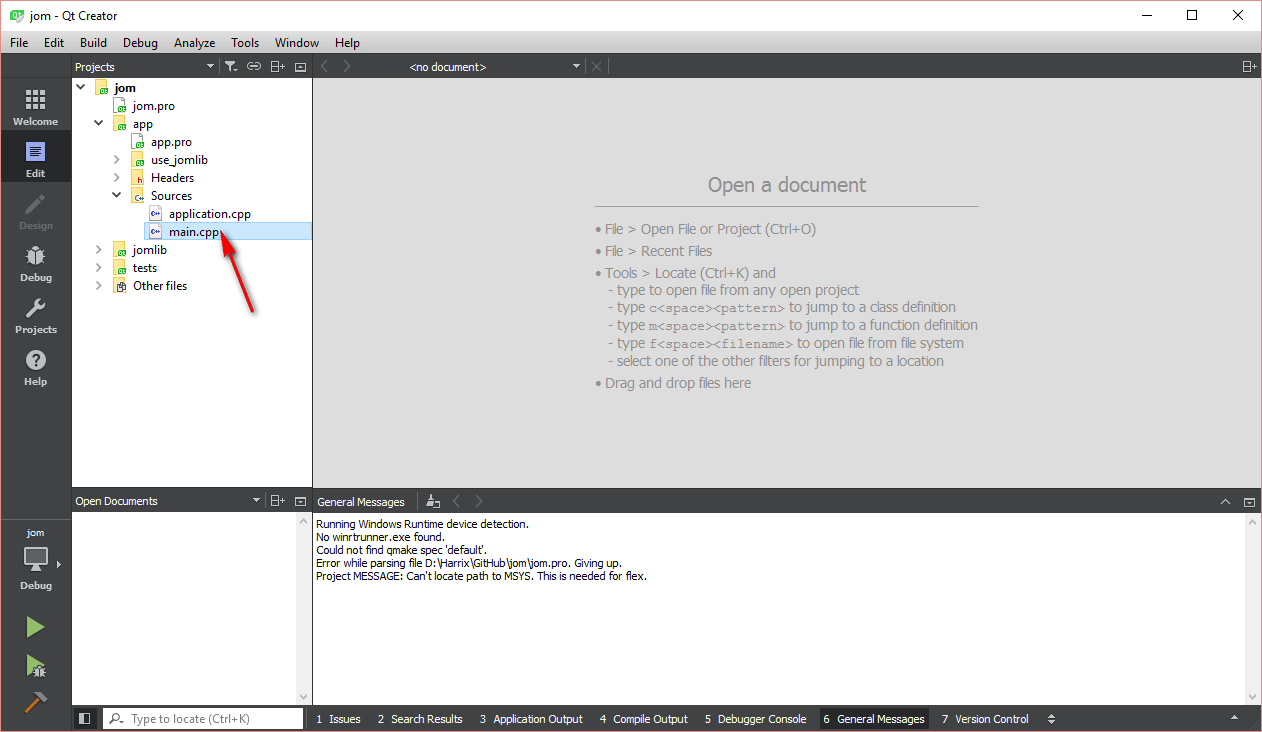 jom - Qt Creator
File Edit Build Debug Analyze Tools Window Help
Projects
<no document>
Welcome
Edit
Design
Debug
Projects
Help
jom
jom.pro
app
app.pro
use_jomlib
Headers
Sources
application.cpp
main.cpp
jomlib
tests
Other files
Open a document
• File > Open File or Project (Ctrl+O)
• File > Recent Files
• Tools > Locate (Ctrl+K) and
- type to open file from any open project
- type c<space><pattern> to jump to a class definition
- type m<space><pattern> to jump to a function definition
- type f<space><filename> to open file from file system
- select one of the other filters for jumping to a location
• Drag and drop files here
Open Documents
General Messages
Running Windows Runtime device detection.
No winrtrunner.exe found.
Could not find qmake spec 'default'.
Error while parsing file D:\Harrix\GitHub\jom\jom.pro. Giving up.
Project MESSAGE: Can't locate path to MSYS. This is needed for flex.
jom
Debug
Type to locate (Ctrl+K)
1 Issues 2 Search Results 3 Application Output 4 Compile Output 5 Debugger Console 6 General Messages 7 Version Control